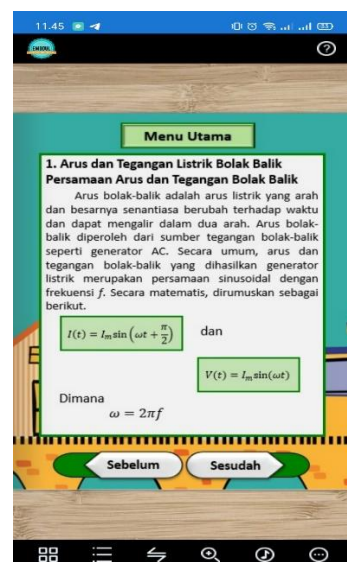 11.45
Menu Utama
1. Arus dan Tegangan Listrik Bolak Balik
Persamaan Arus dan Tegangan Bolak Balik
Arus bolak-balik adalah arus listrik yang arah
dan besarnya senantiasa berubah terhadap waktu
dan dapat mengalir dalam dua arah. Arus bolak-
balik diperoleh dari sumber tegangan bolak-balik
seperti generator AC. Secara umum, arus dan
tegangan bolak-balik yang dihasilkan generator
listrik merupakan persamaan sinusoidal dengan
frekuensi f. Secara matematis, dirumuskan sebagai
berikut.
I(t) = I_m sin(ωt + π/2) dan
V(t) = I_m sin(ωt)
Dimana
ω = 2πf
Sebelum Sesudah